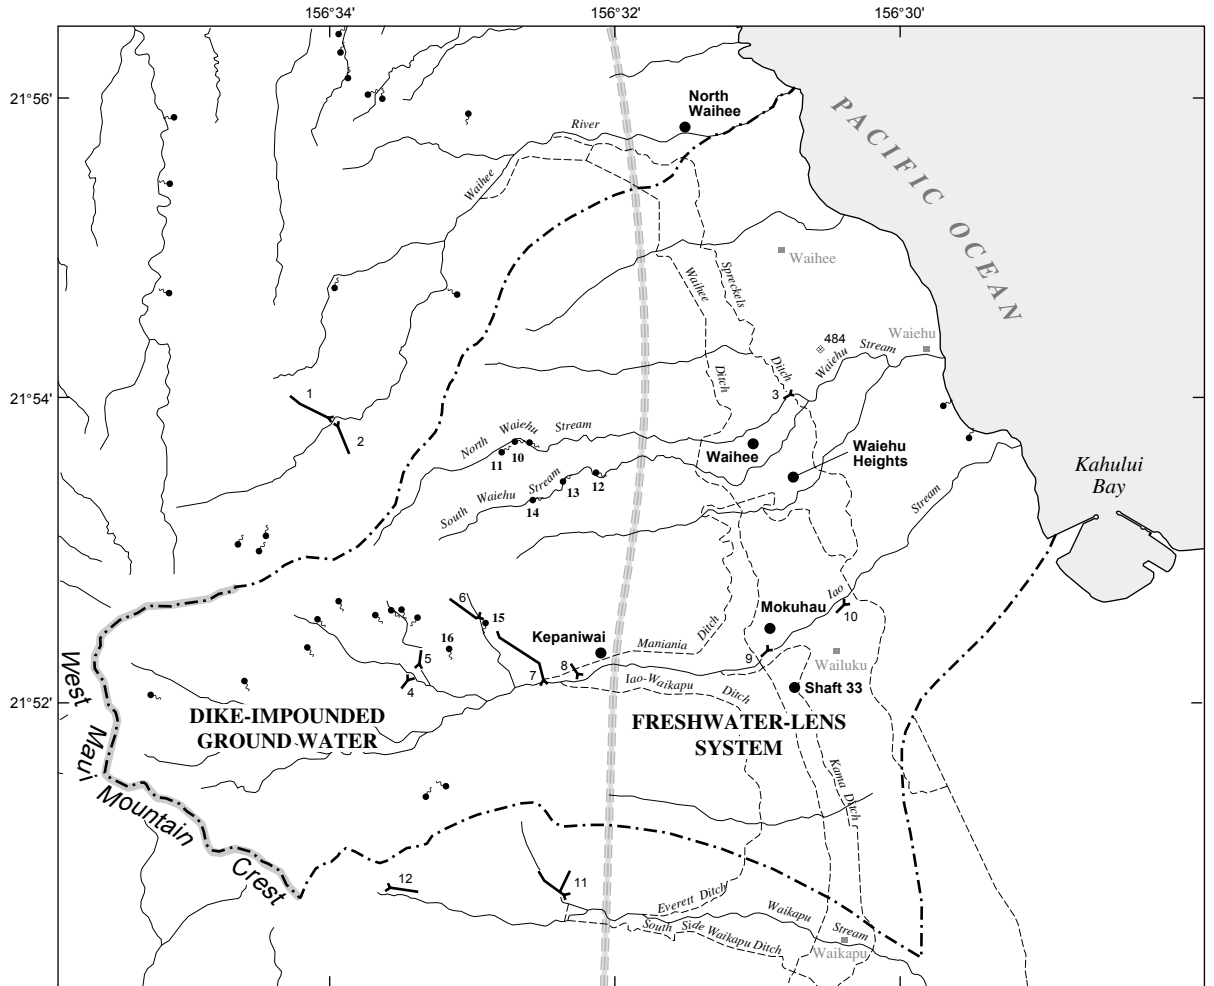 156°34'
156°32'
156°30'
21°56'
North
Waihee
River
PACIFIC OCEAN
Waihee
Waihee
Waihee
Spreckels
Waiehu
484
Waiehu
Stream
Ditch
Ditch
21°54'
1
3
2
North
Waiehu
Stream
Waihee
Waiehu
Heights
11
10
Kahului
Bay
13
12
South
Waiehu
Stream
14
Stream
6
15
Iao
Mokuhau
10
Kepaniwai
Maniania
Ditch
16
5
8
9
Wailuku
7
4
Iao-Waikapu
Ditch
Shaft 33
21°52'
West
Maui
Mountain
Crest
DIKE-IMPOUNDED
GROUND WATER
FRESHWATER-LENS
SYSTEM
Kama Ditch
12
11
Everett Ditch
Waikapu
Stream
South Side Waikapu Ditch
Waikapu